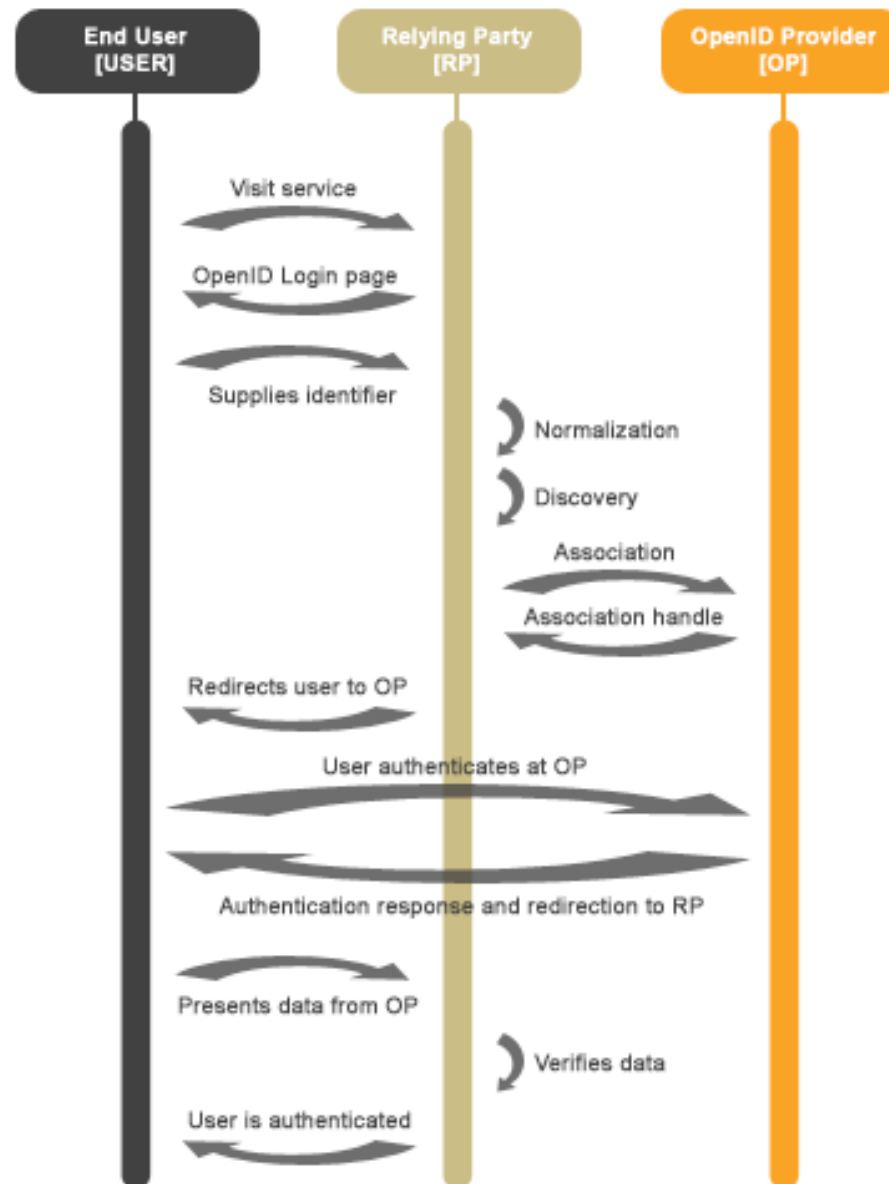 End User
[USER]
Relying Party
[RP]
OpenID Provider
[OP]
Visit service
OpenID Login page
Supplies identifier
Normalization
Discovery
Association
Association handle
Redirects user to OP
User authenticates at OP
Authentication response and redirection to RP
Presents data from OP
Verifies data
User is authenticated